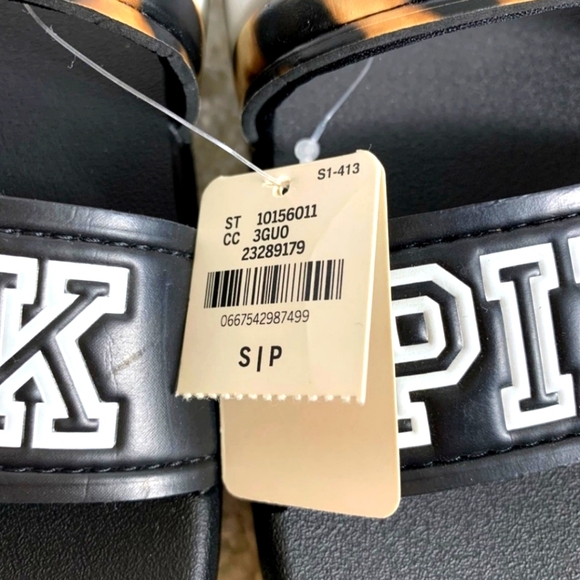 S1-413
ST 10156011
CC 3GU0
23289179
0667542987499
S|P
K
PI